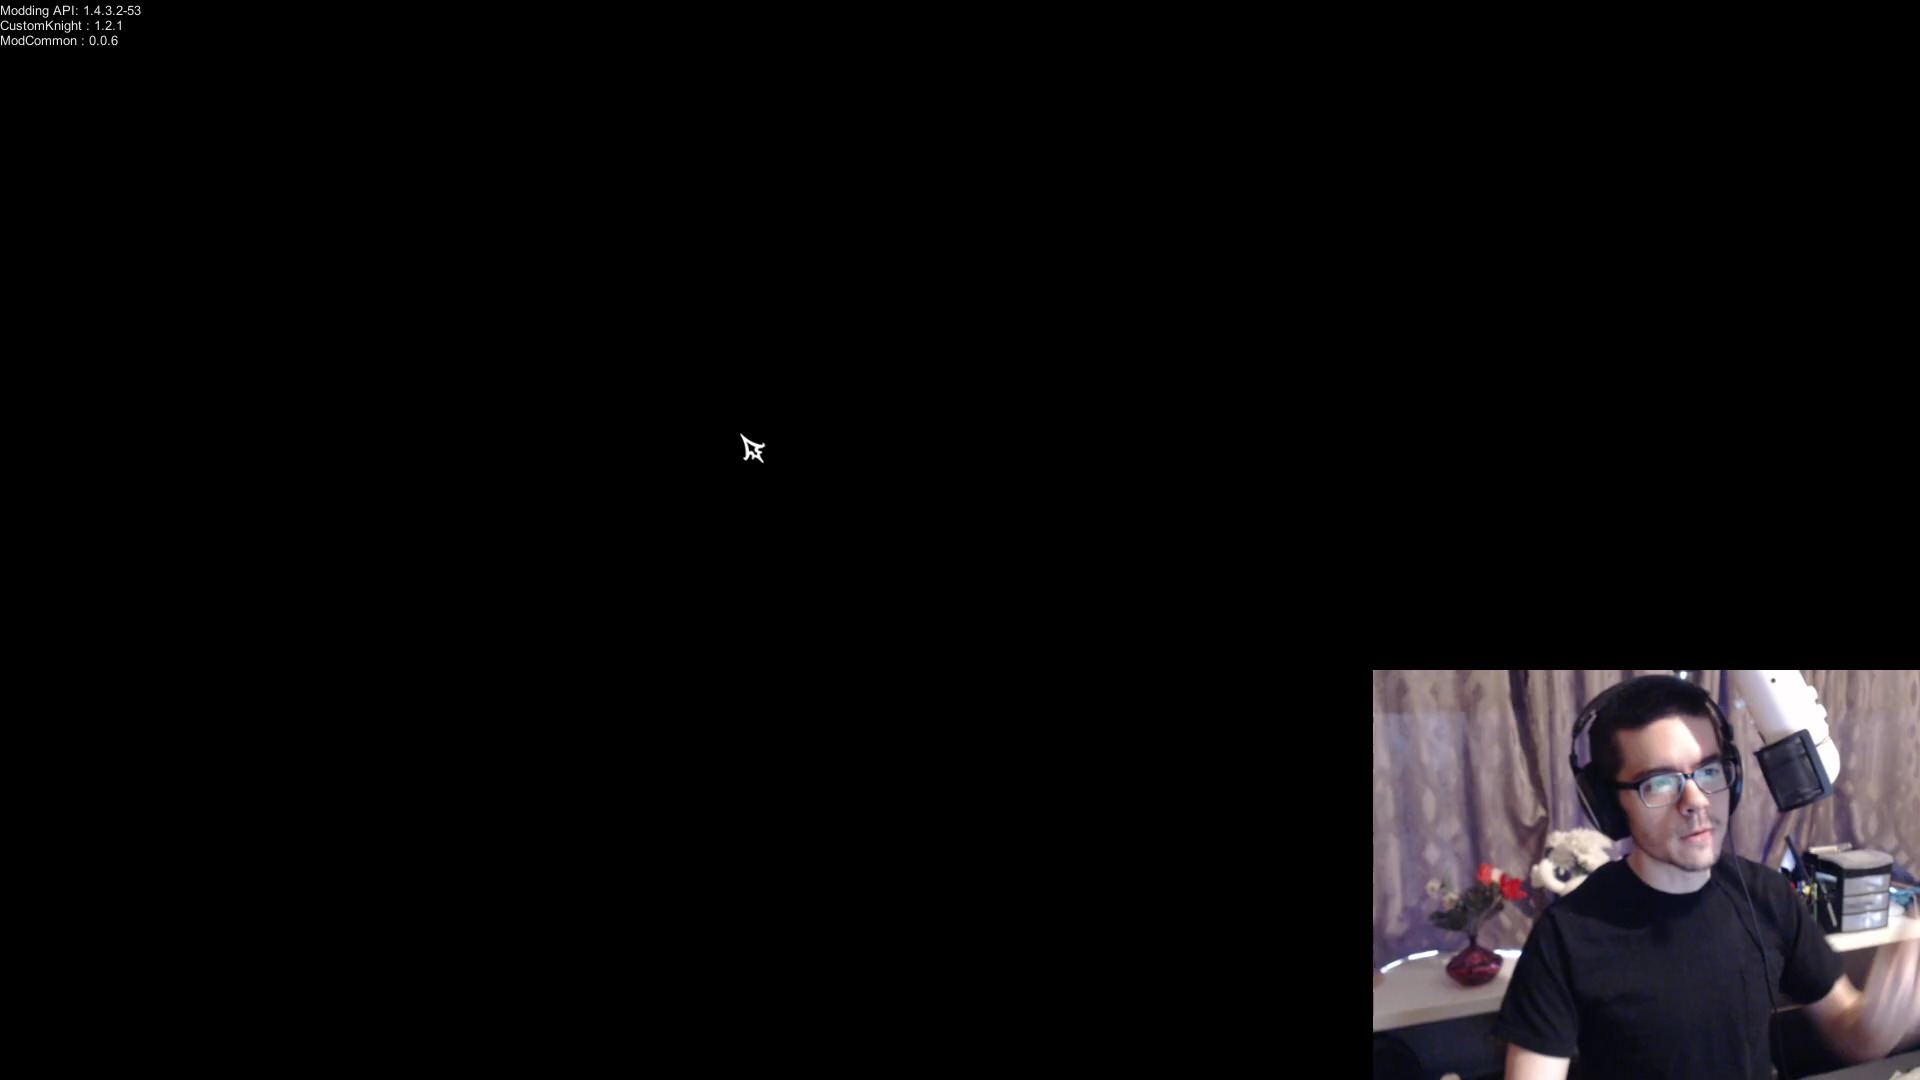 Modding API: 1.4.3.2-53
CustomKnight : 1.2.1
ModCommon : 0.0.6